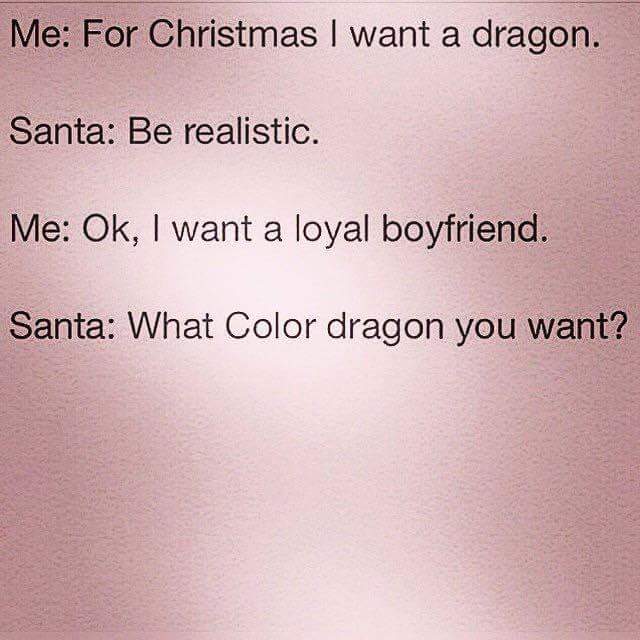 Me: For Christmas I want a dragon.
Santa: Be realistic.
Me: Ok, I want a loyal boyfriend.
Santa: What Color dragon you want?